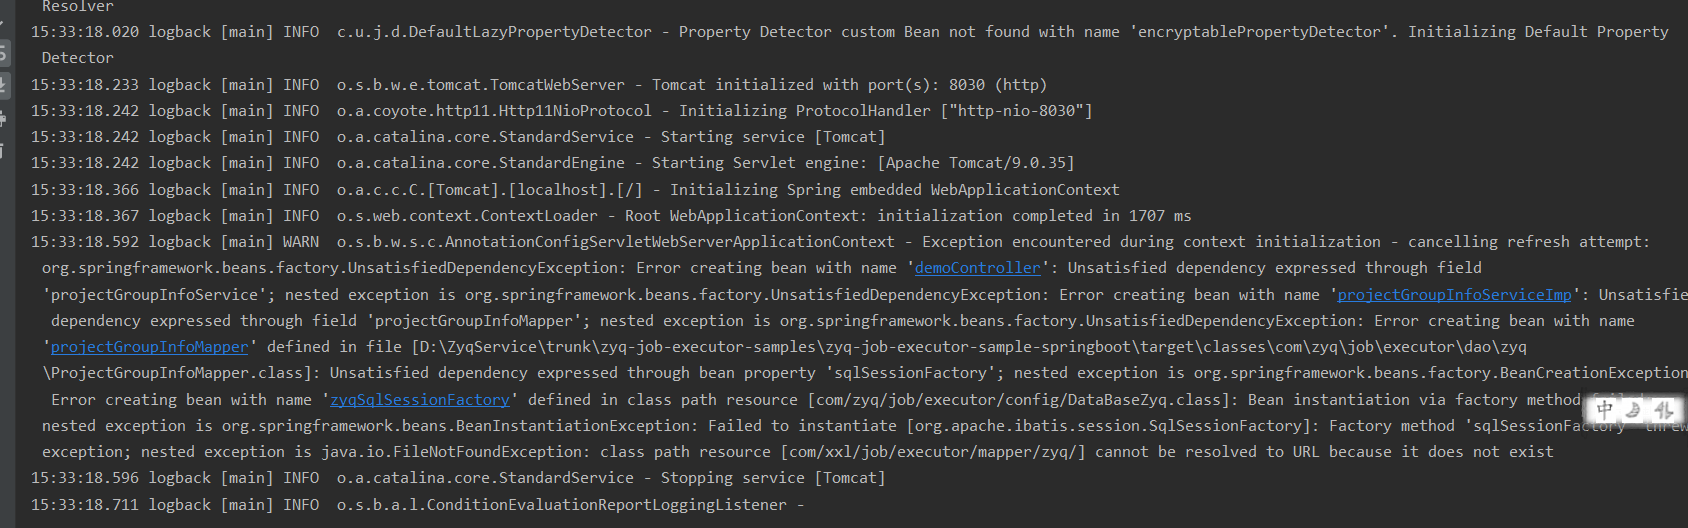 Resolver
15:33:18.020 logback [main] INFO  c.u.j.d.DefaultLazyPropertyDetector - Property Detector custom Bean not found with name 'encryptablePropertyDetector'. Initializing Default Property
Detector
15:33:18.233 logback [main] INFO  o.s.b.w.e.tomcat.TomcatWebServer - Tomcat initialized with port(s): 8030 (http)
15:33:18.242 logback [main] INFO  o.a.coyote.http11.Http11NioProtocol - Initializing ProtocolHandler ["http-nio-8030"]
15:33:18.242 logback [main] INFO  o.a.catalina.core.StandardService - Starting service [Tomcat]
15:33:18.242 logback [main] INFO  o.a.catalina.core.StandardEngine - Starting Servlet engine: [Apache Tomcat/9.0.35]
15:33:18.366 logback [main] INFO  o.a.c.c.C.[Tomcat].[localhost].[/] - Initializing Spring embedded WebApplicationContext
15:33:18.367 logback [main] INFO  o.s.web.context.ContextLoader - Root WebApplicationContext: initialization completed in 1707 ms
15:33:18.592 logback [main] WARN  o.s.b.w.s.c.AnnotationConfigServletWebServerApplicationContext - Exception encountered during context initialization - cancelling refresh attempt:
org.springframework.beans.factory.UnsatisfiedDependencyException: Error creating bean with name 'demoController': Unsatisfied dependency expressed through field
'projectGroupInfoService'; nested exception is org.springframework.beans.factory.UnsatisfiedDependencyException: Error creating bean with name 'projectGroupInfoServiceImp': Unsatisfie
dependency expressed through field 'projectGroupInfoMapper'; nested exception is org.springframework.beans.factory.UnsatisfiedDependencyException: Error creating bean with name
'projectGroupInfoMapper' defined in file [D:\ZyqService\trunk\zyq-job-executor-samples\zyq-job-executor-sample-springboot\target\classes\com\zyq\job\executor\dao\zyq
\ProjectGroupInfoMapper.class]: Unsatisfied dependency expressed through bean property 'sqlSessionFactory'; nested exception is org.springframework.beans.factory.BeanCreationException
Error creating bean with name 'zyqSqlSessionFactory' defined in class path resource [com/zyq/job/executor/config/DataBaseZyq.class]: Bean instantiation via factory method
nested exception is org.springframework.beans.BeanInstantiationException: Failed to instantiate [org.apache.ibatis.session.SqlSessionFactory]: Factory method 'sqlSessionFactory' threw
exception; nested exception is java.io.FileNotFoundException: class path resource [com/xxl/job/executor/mapper/zyq/] cannot be resolved to URL because it does not exist
15:33:18.596 logback [main] INFO  o.a.catalina.core.StandardService - Stopping service [Tomcat]
15:33:18.711 logback [main] INFO  o.s.b.a.l.ConditionEvaluationReportLoggingListener -
中